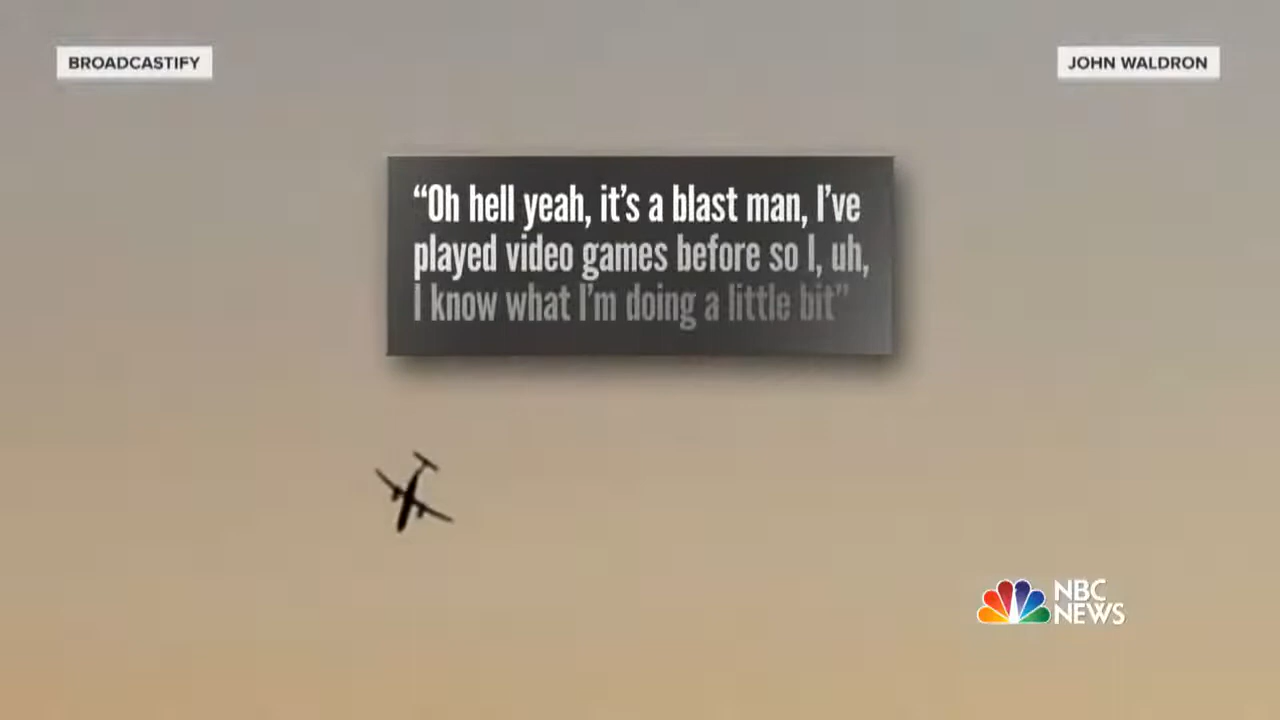 BROADCASTIFY
JOHN WALDRON
“Oh hell yeah, it’s a blast man, I’ve
played video games before so I, uh,
I know what I’m doing a little bit”
NBC
NEWS